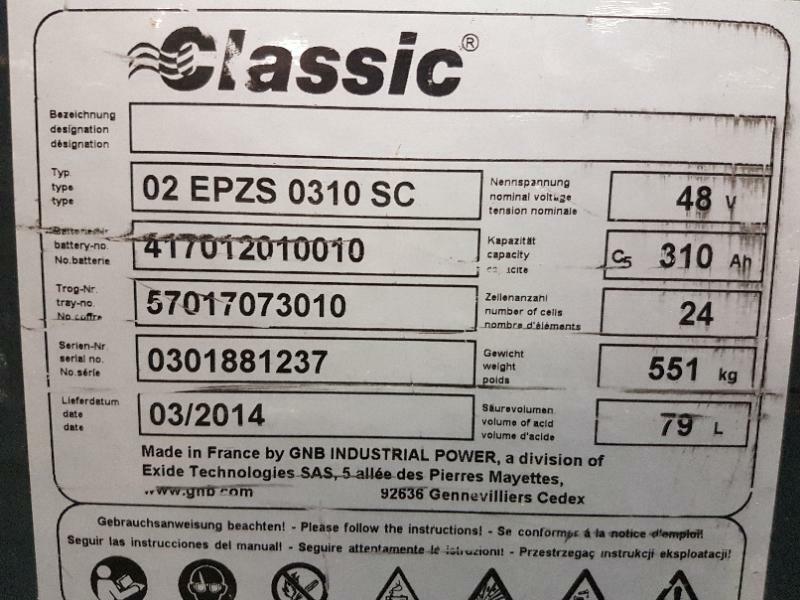 Classic®
Bezeichnung
designation
désignation
Typ
type
type
02 EPZS 0310 SC
Nennspannung
nominal voltage
tension nominale
48 V
Batterie-Nr
battery-no.
No.batterie
417012010010
Kapazität
capacity
capacite
C5 310 Ah
Trog-Nr.
tray-no.
No coffre
57017073010
Zellenanzahl
number of cells
nombre d'éléments
24
Serien-Nr
serial no.
No.série
0301881237
Gewicht
weight
poids
551 kg
Lieferdatum
date
date
03/2014
Säurevolumen
volume of acid
volume d'acide
79 L
Made in France by GNB INDUSTRIAL POWER, a division of
Exide Technologies SAS, 5 allée des Pierres Mayettes,
www.gnb.com 92636 Gennevilliers Cedex
Gebrauchsanweisung beachten! - Please follow the instructions! - Se conformer à la notice d'emploi!
Seguir las instrucciones del manual! - Seguire attentamente le istruzioni! - Przestrzegaç instrukcji eksploatacji!